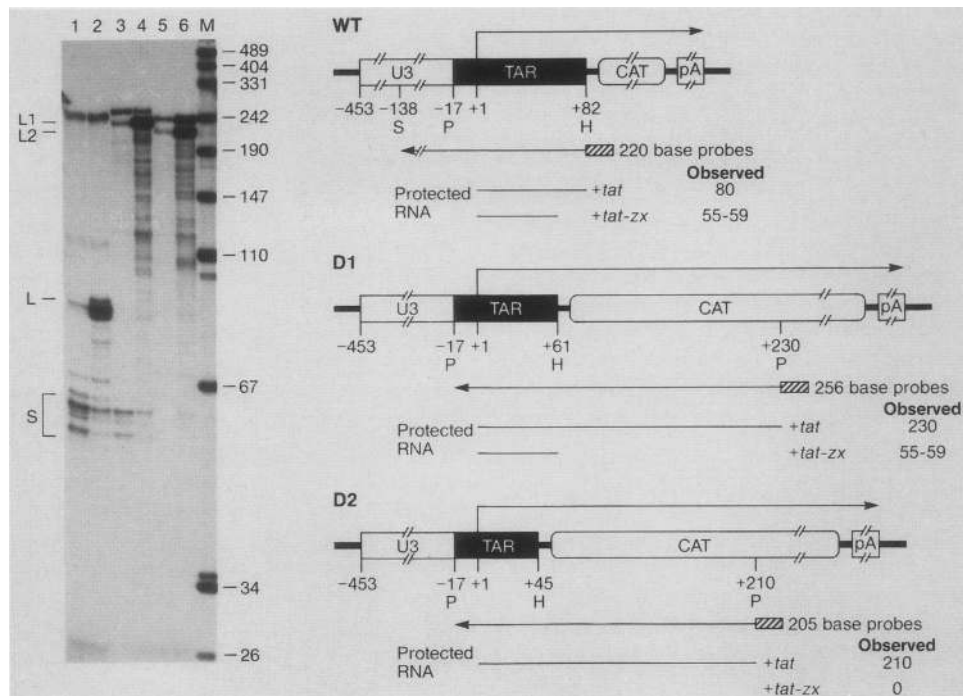 1 2 3 4 5 6 M
L1
L2
L
S
489
404
331
242
190
147
110
67
34
26
WT
U3 TAR CAT pA
−453 −138 −17 +1 +82
S P H
220 base probes
Observed
Protected RNA
+tat 80
+tat-zx 55-59
D1
U3 TAR CAT pA
−453 −17 +1 +61 +230
P H P
256 base probes
Observed
Protected RNA
+tat 230
+tat-zx 55-59
D2
U3 TAR CAT pA
−453 −17 +1 +45 +210
P H P
205 base probes
Observed
Protected RNA
+tat 210
+tat-zx 0